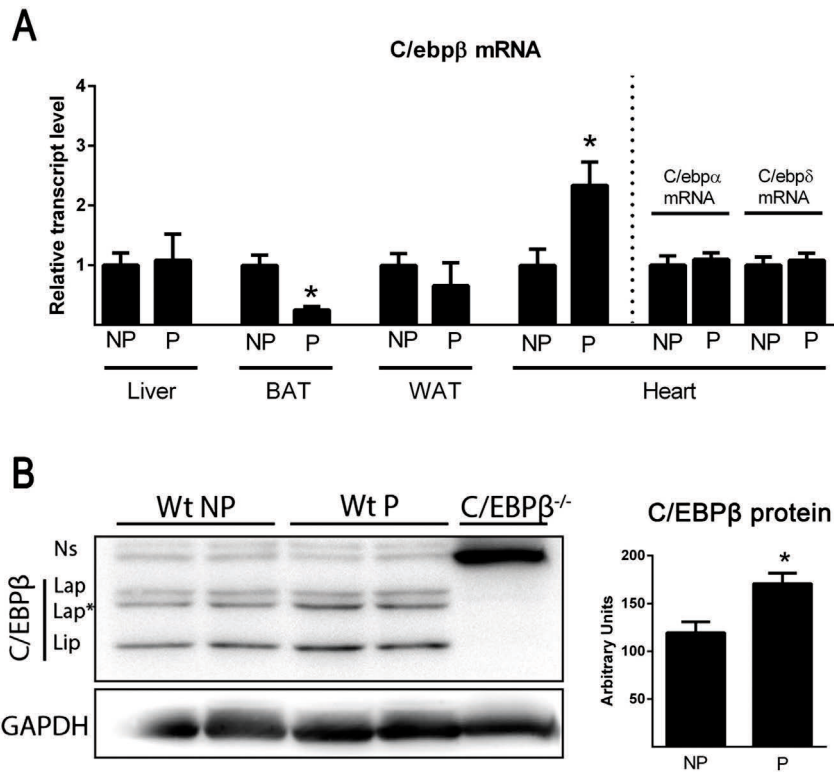 A
C/ebpβ mRNA
Relative transcript level
4
3
2
1
*
*
C/ebpα
mRNA
C/ebpδ
mRNA
NP P NP P NP P NP P NP P NP P
Liver BAT WAT Heart
B
Wt NP Wt P C/EBPβ-/-
C/EBPβ
Ns
Lap
Lap*
Lip
GAPDH
C/EBPβ protein
Arbitrary Units
200
150
100
50
*
NP P